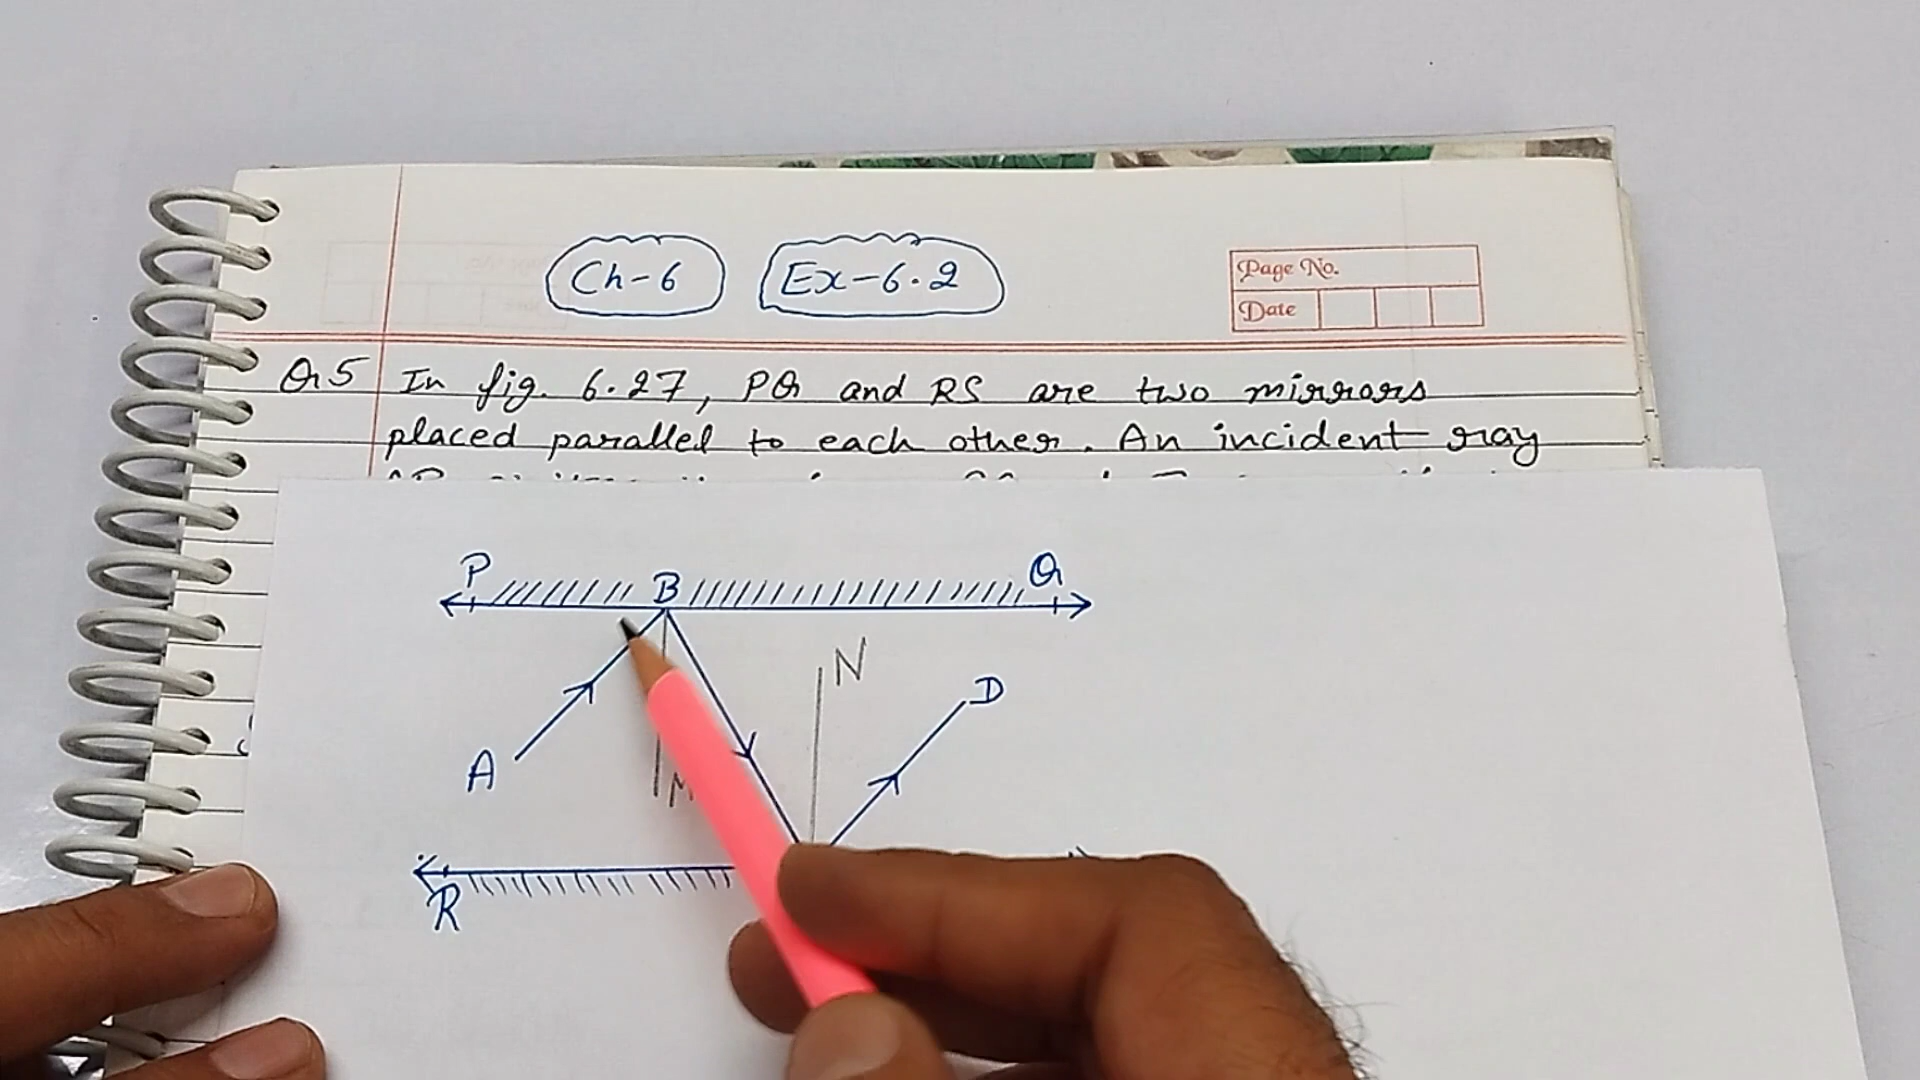 Ch-6 Ex-6.2
Page No.
Date
Q5 In fig. 6.27, PQ and RS are two mirrors
placed parallel to each other. An incident ray
P B Q
N
D
A
M
R